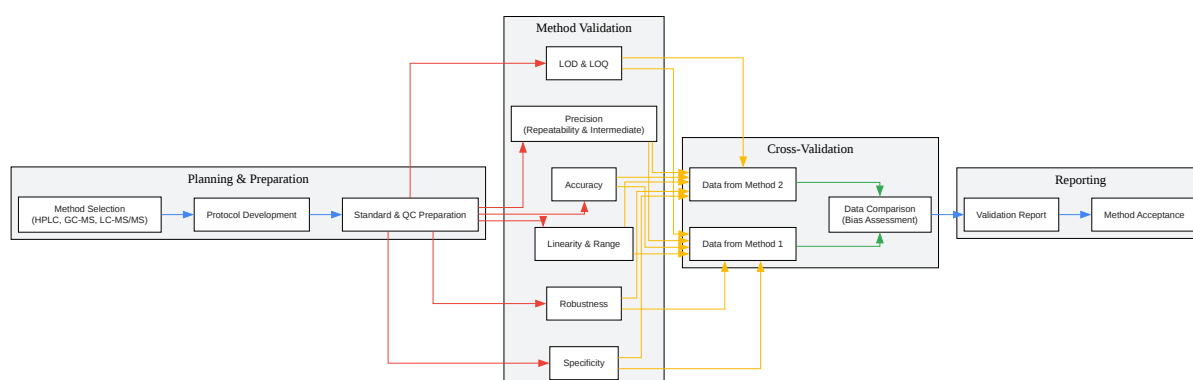 Planning & Preparation
Method Selection
(HPLC, GC-MS, LC-MS/MS)
Protocol Development
Standard & QC Preparation
Method Validation
LOD & LOQ
Precision
(Repeatability & Intermediate)
Accuracy
Linearity & Range
Robustness
Specificity
Cross-Validation
Data from Method 2
Data from Method 1
Data Comparison
(Bias Assessment)
Reporting
Validation Report
Method Acceptance